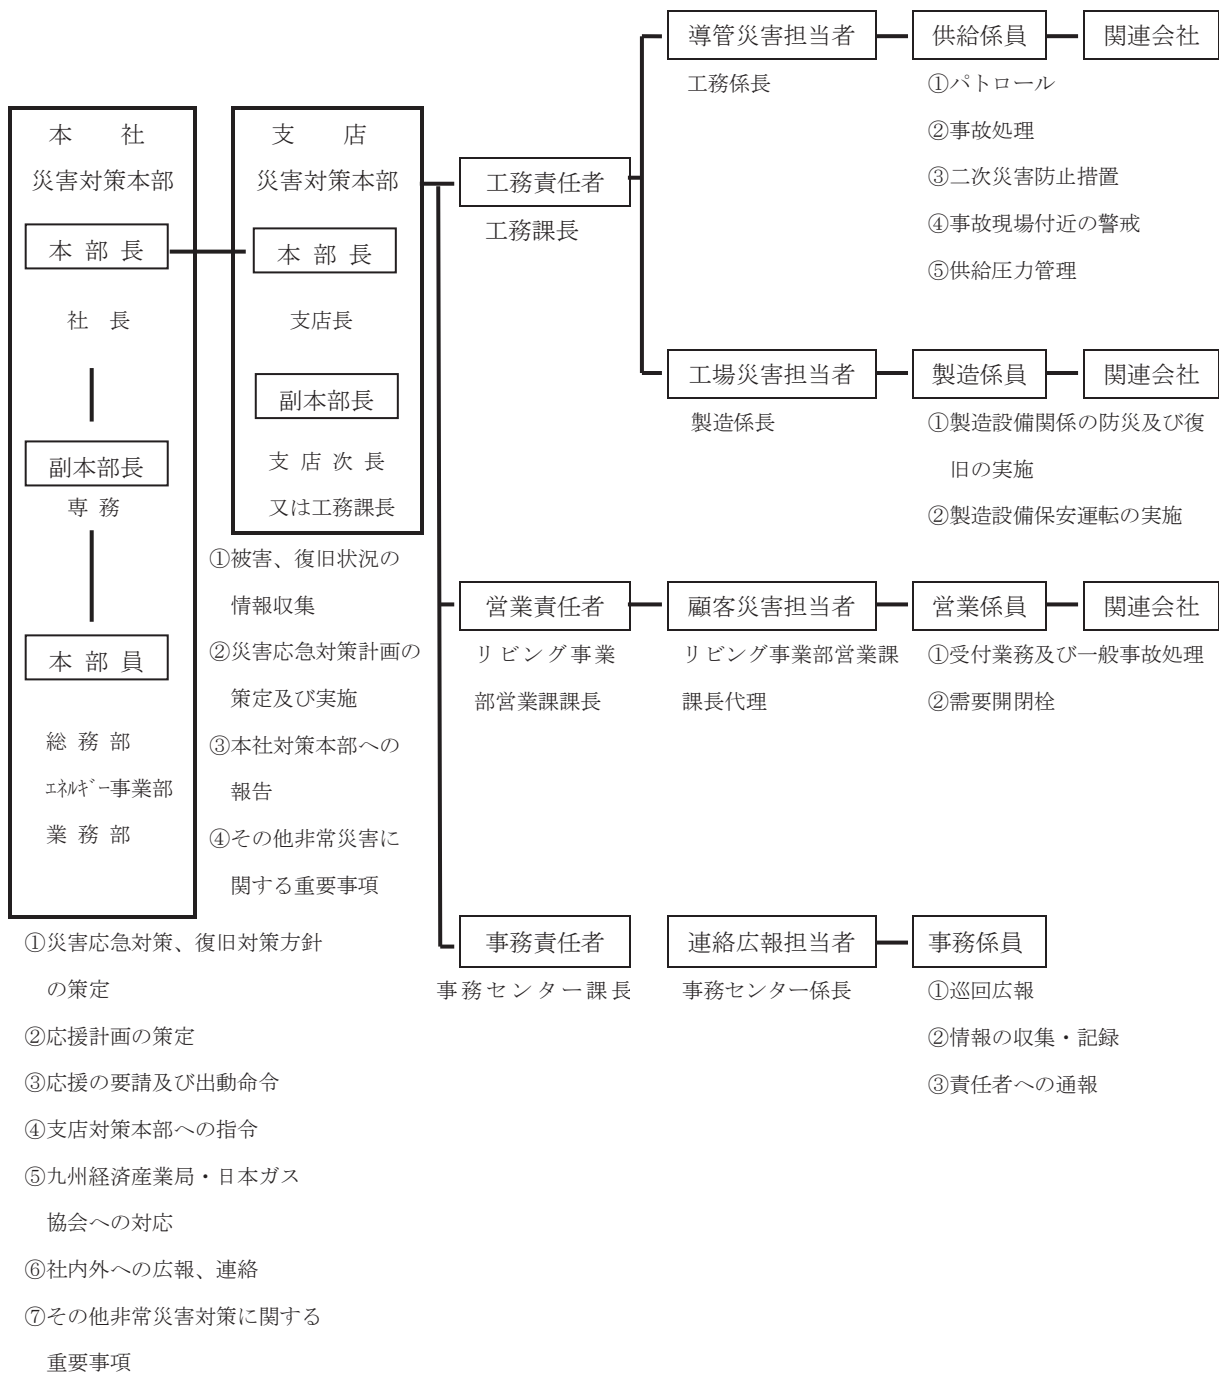 本　社
災害対策本部
本 部 長
社　長
副本部長
専 務
本 部 員
総 務 部
ｴﾈﾙｷﾞｰ事業部
業 務 部
①災害応急対策、復旧対策方針
の策定
②応援計画の策定
③応援の要請及び出動命令
④支店対策本部への指令
⑤九州経済産業局・日本ガス
協会への対応
⑥社内外への広報、連絡
⑦その他非常災害対策に関する
重要事項
支　店
災害対策本部
本 部 長
支店長
副本部長
支 店 次 長
又は工務課長
①被害、復旧状況の
情報収集
②災害応急対策計画の
策定及び実施
③本社対策本部への
報告
④その他非常災害に
関する重要事項
工務責任者
工務課長
導管災害担当者
工務係長
供給係員
関連会社
①パトロール
②事故処理
③二次災害防止措置
④事故現場付近の警戒
⑤供給圧力管理
工場災害担当者
製造係長
製造係員
関連会社
①製造設備関係の防災及び復
旧の実施
②製造設備保安運転の実施
営業責任者
リビング事業
部営業課課長
顧客災害担当者
リビング事業部営業課
課長代理
営業係員
関連会社
①受付業務及び一般事故処理
②需要開閉栓
事務責任者
事務センター課長
連絡広報担当者
事務センター係長
事務係員
①巡回広報
②情報の収集・記録
③責任者への通報